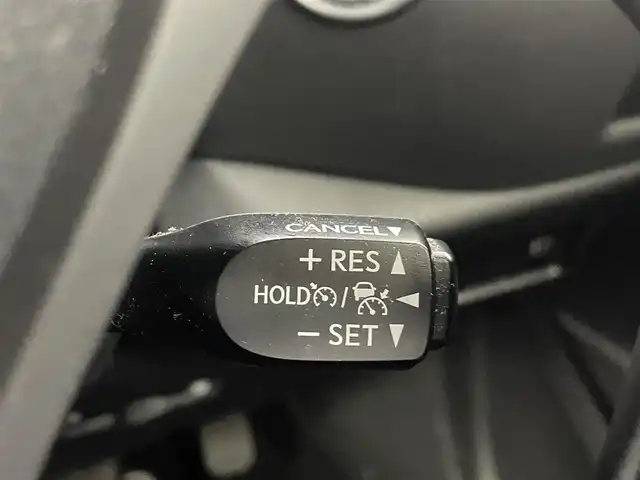 CANCEL▼
+ RES ▲
HOLD / ◀
− SET ▼